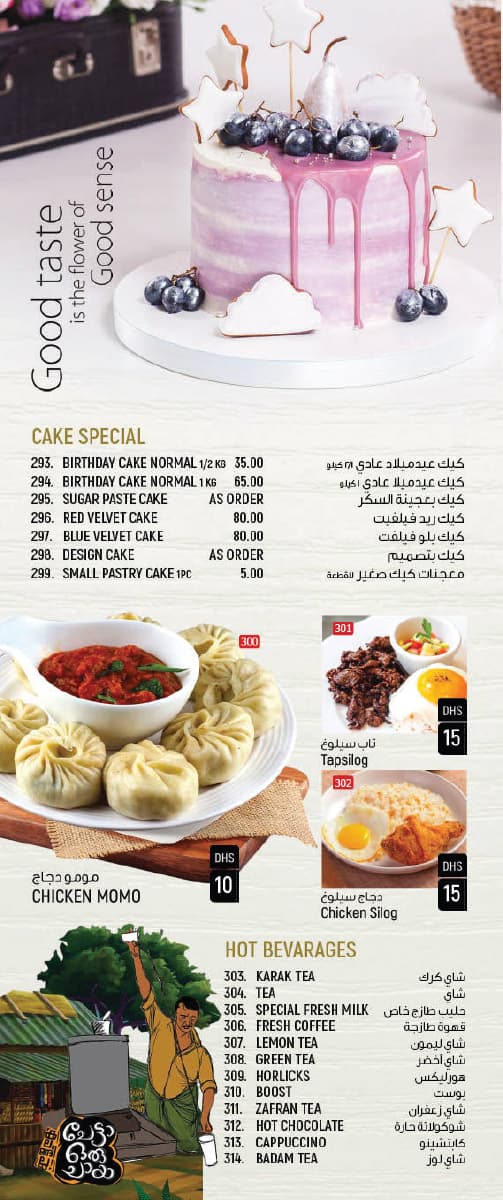 Good taste
is the flower of
Good sense
CAKE SPECIAL
293. BIRTHDAY CAKE NORMAL 1/2 KG 35.00 كيك عيدميلاد عادي ١/٢ كيلو
294. BIRTHDAY CAKE NORMAL 1 KG 65.00 كيك عيدميلا عادي ١ كيلو
295. SUGAR PASTE CAKE AS ORDER كيك بعجينة السكر
296. RED VELVET CAKE 80.00 كيك ريد فيلفيت
297. BLUE VELVET CAKE 80.00 كيك بلو فيلفت
298. DESIGN CAKE AS ORDER كيك بتصميم
299. SMALL PASTRY CAKE 1PC 5.00 معجنات كيك صغير للقطعة
300
مومو دجاج
CHICKEN MOMO
DHS
10
301
DHS
15
تاب سيلوغ
Tapsilog
302
DHS
15
دجاج سيلوغ
Chicken Silog
HOT BEVARAGES
303. KARAK TEA شاي كرك
304. TEA شاي
305. SPECIAL FRESH MILK حليب طازج خاص
306. FRESH COFFEE قهوة طازجة
307. LEMON TEA شاي ليمون
308. GREEN TEA شاي أخضر
309. HORLICKS هورليكس
310. BOOST بوست
311. ZAFRAN TEA شاي زعفران
312. HOT CHOCOLATE شوكولاتة حارة
313. CAPPUCCINO كابتشينو
314. BADAM TEA شاي لوز
ഒരു